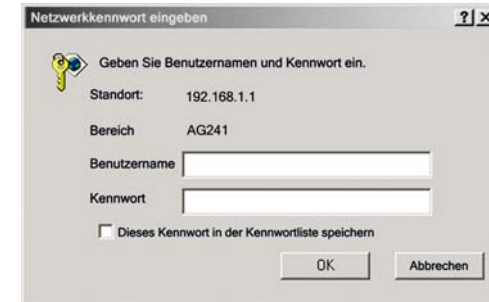 Netzwerkkennwort eingeben ? x
Geben Sie Benutzernamen und Kennwort ein.
Standort: 192.168.1.1
Bereich AG241
Benutzername
Kennwort
Dieses Kennwort in der Kennwortliste speichern
OK Abbrechen